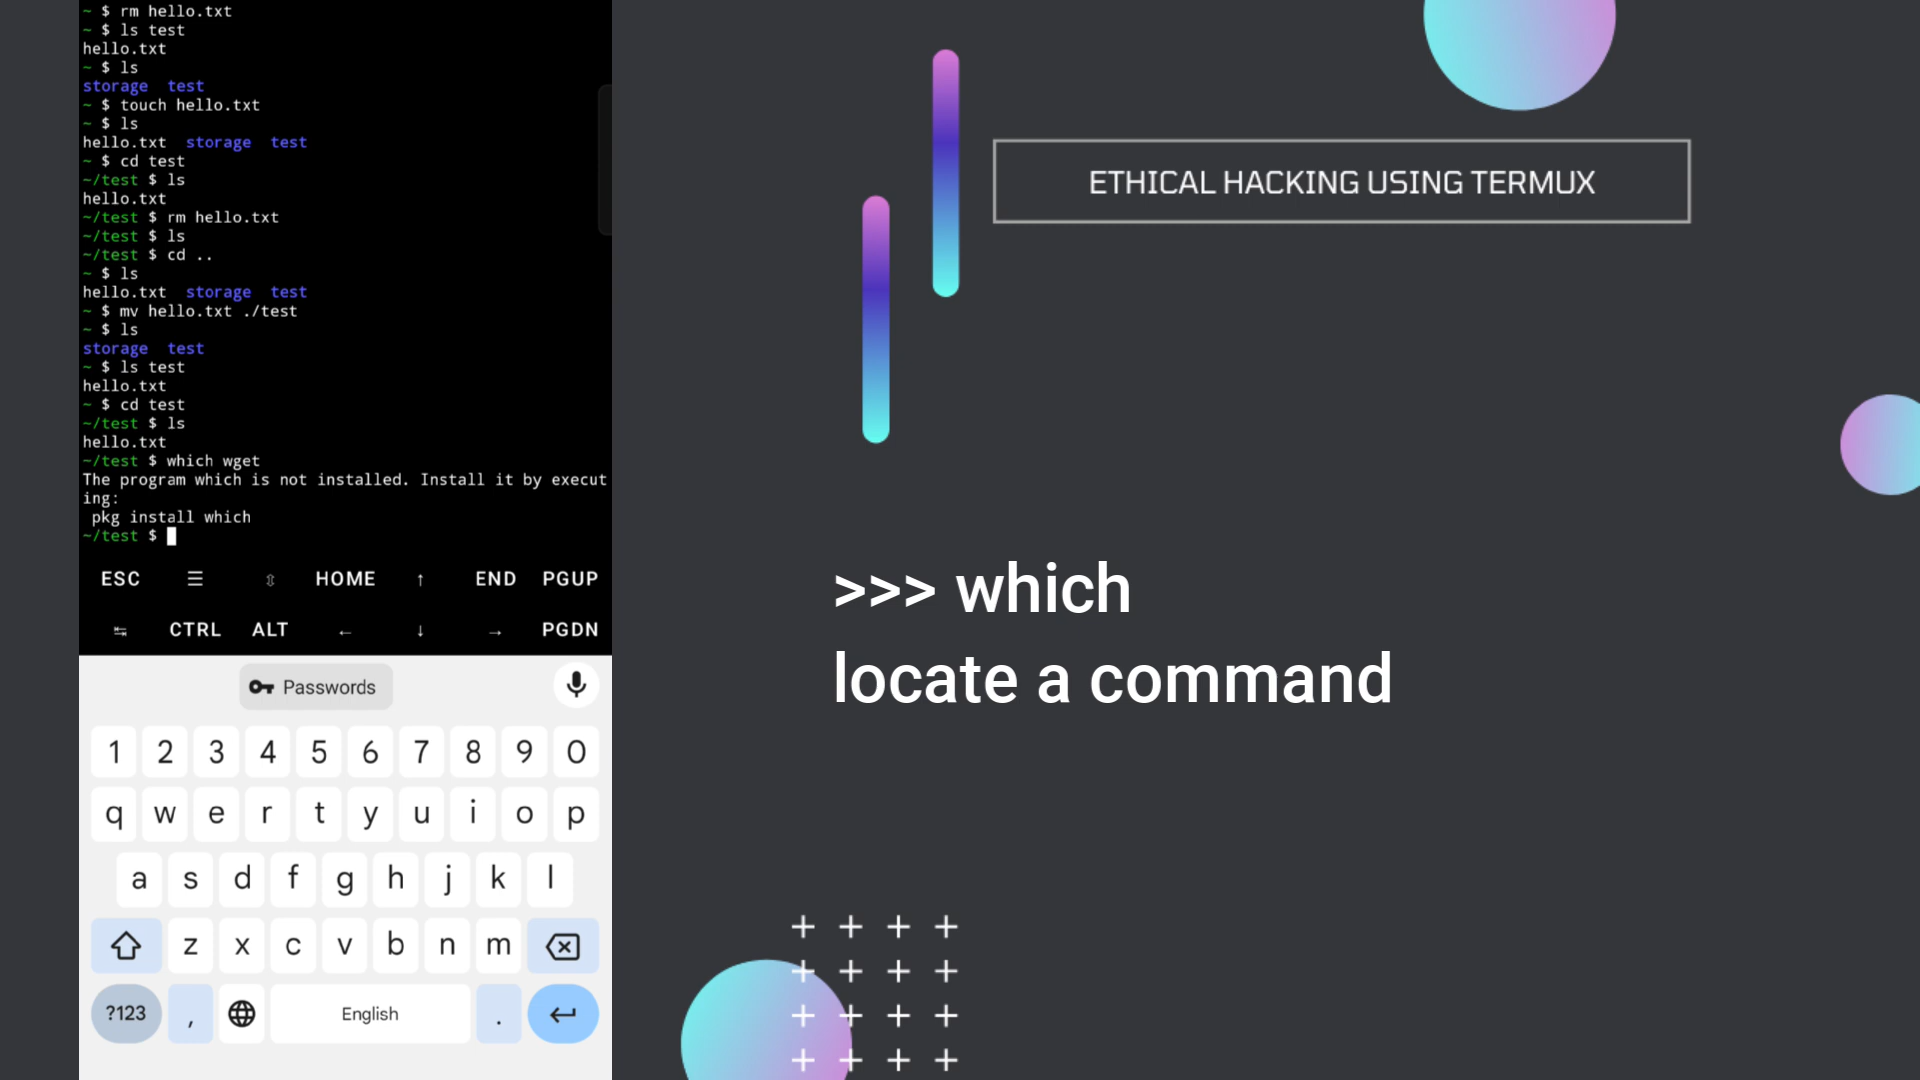 ~ $ rm hello.txt
~ $ ls test
hello.txt
~ $ ls
storage  test
~ $ touch hello.txt
~ $ ls
hello.txt  storage  test
~ $ cd test
~/test $ ls
hello.txt
~/test $ rm hello.txt
~/test $ ls
~/test $ cd ..
~ $ ls
hello.txt  storage  test
~ $ mv hello.txt ./test
~ $ ls
storage  test
~ $ ls test
hello.txt
~ $ cd test
~/test $ ls
hello.txt
~/test $ which wget
The program which is not installed. Install it by execut
ing:
 pkg install which
~/test $
ESC ☰ ⇳ HOME ↑ END PGUP
⇆ CTRL ALT ← ↓ → PGDN
Passwords
1 2 3 4 5 6 7 8 9 0
q w e r t y u i o p
a s d f g h j k l
z x c v b n m
?123 , English .
ETHICAL HACKING USING TERMUX
>>> which
locate a command